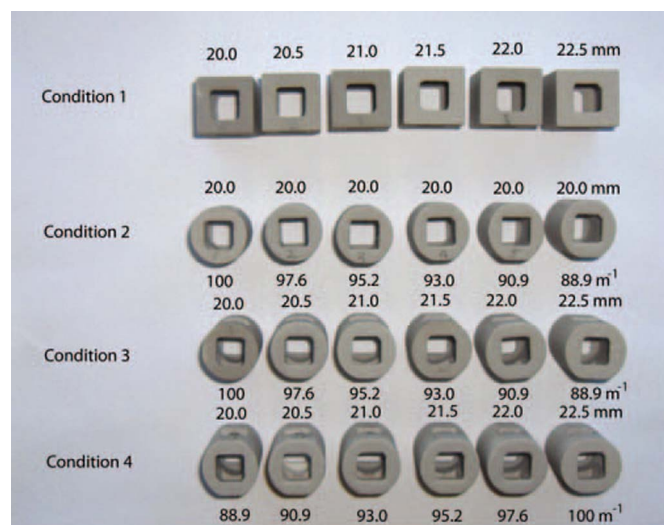 20.0 20.5 21.0 21.5 22.0 22.5 mm
Condition 1
20.0 20.0 20.0 20.0 20.0 20.0 mm
Condition 2
100 97.6 95.2 93.0 90.9 88.9 m⁻¹
20.0 20.5 21.0 21.5 22.0 22.5 mm
Condition 3
100 97.6 95.2 93.0 90.9 88.9 m⁻¹
20.0 20.5 21.0 21.5 22.0 22.5 mm
Condition 4
88.9 90.9 93.0 95.2 97.6 100 m⁻¹